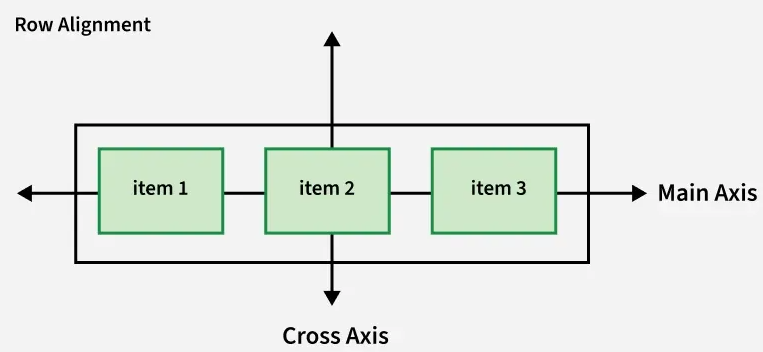 Row Alignment
item 1
item 2
item 3
Main Axis
Cross Axis